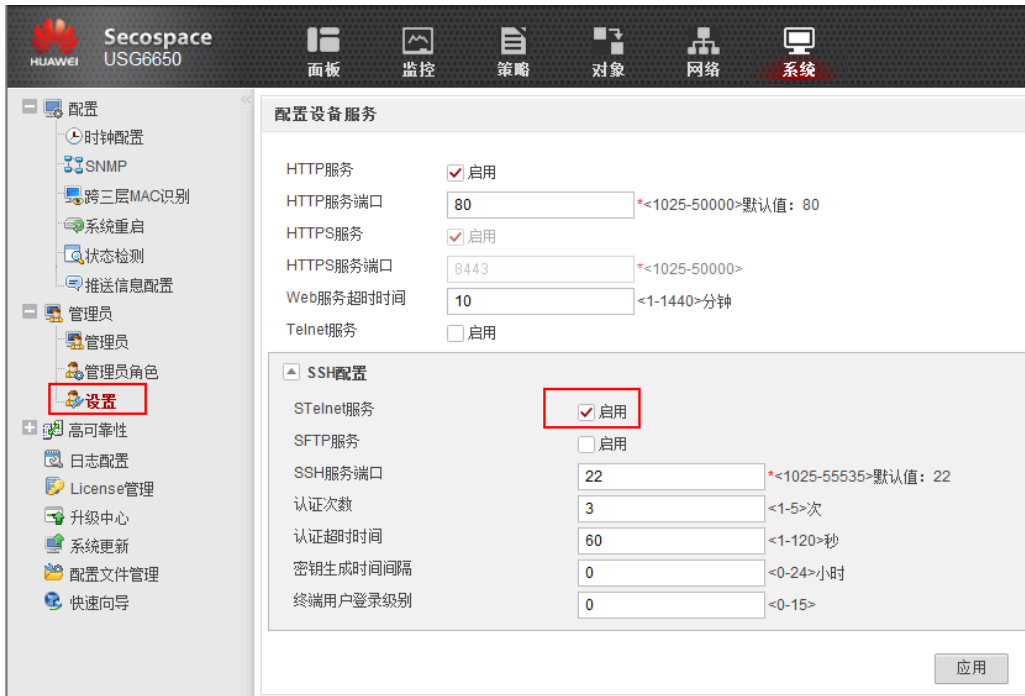 HUAWEI
Secospace
USG6650
面板
监控
策略
对象
网络
系统
配置
时钟配置
SNMP
跨三层MAC识别
系统重启
状态检测
推送信息配置
管理员
管理员
管理员角色
设置
高可靠性
日志配置
License管理
升级中心
系统更新
配置文件管理
快速向导
配置设备服务
HTTP服务 启用
HTTP服务端口 80 *<1025-50000>默认值：80
HTTPS服务 启用
HTTPS服务端口 8443 *<1025-50000>
Web服务超时时间 10 <1-1440>分钟
Telnet服务 启用
SSH配置
STelnet服务 启用
SFTP服务 启用
SSH服务端口 22 *<1025-55535>默认值：22
认证次数 3 <1-5>次
认证超时时间 60 <1-120>秒
密钥生成时间间隔 0 <0-24>小时
终端用户登录级别 0 <0-15>
应用